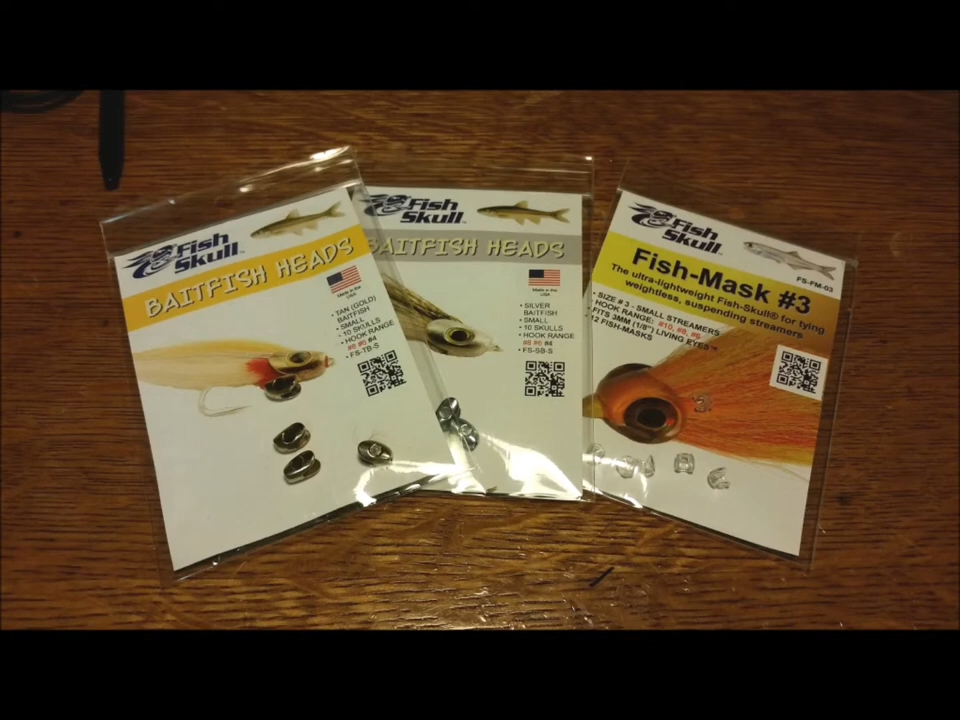 Fish
Skull™
BAITFISH HEADS
Made in the
USA
• TAN (GOLD)
BAITFISH
• SMALL
• 10 SKULLS
• HOOK RANGE
#8 #6 #4
• FS-TB-S
Fish
Skull™
BAITFISH HEADS
Made in the
USA
• SILVER
BAITFISH
• SMALL
• 10 SKULLS
• HOOK RANGE
#8 #6 #4
• FS-SB-S
Fish
Skull™
FS-FM-03
Fish-Mask #3
The ultra-lightweight Fish-Skull® for tying
weightless, suspending streamers
• SIZE # 3 - SMALL STREAMERS
• HOOK RANGE: #10, #8, #6
• FITS 3MM (1/8") LIVING EYES™
12 FISH-MASKS